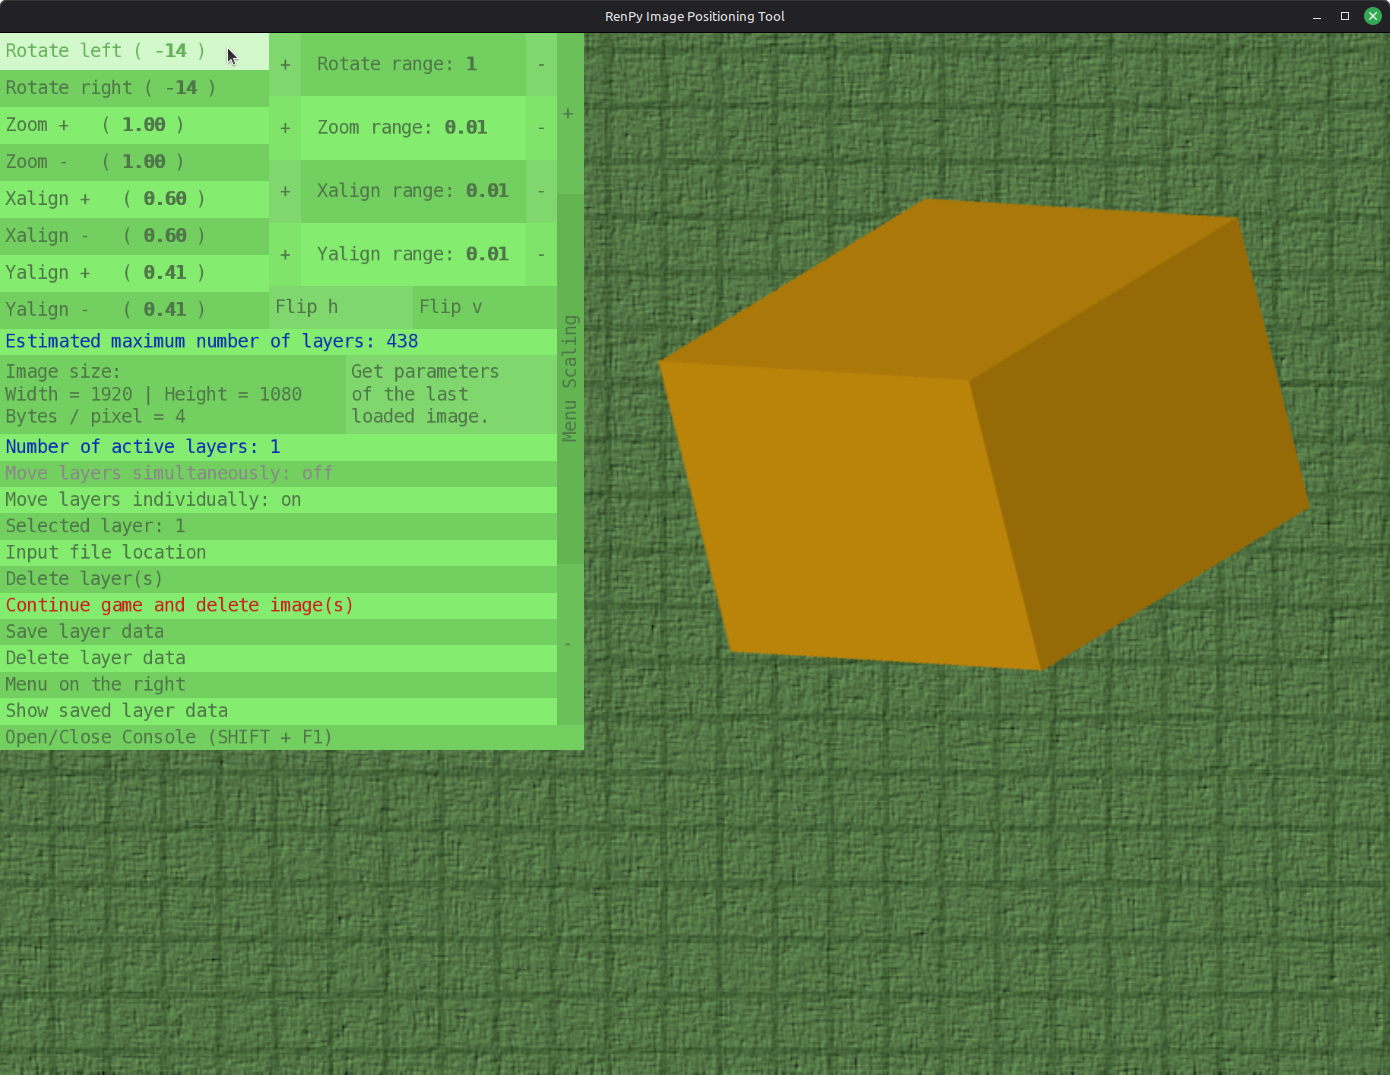 RenPy Image Positioning Tool
Rotate left ( -14 )
Rotate right ( -14 )
Zoom + ( 1.00 )
Zoom - ( 1.00 )
Xalign + ( 0.60 )
Xalign - ( 0.60 )
Yalign + ( 0.41 )
Yalign - ( 0.41 )
+ Rotate range: 1 -
+ Zoom range: 0.01 -
+ Xalign range: 0.01 -
+ Yalign range: 0.01 -
Flip h
Flip v
Estimated maximum number of layers: 438
Image size:
Width = 1920 | Height = 1080
Bytes / pixel = 4
Get parameters
of the last
loaded image.
Number of active layers: 1
Move layers simultaneously: off
Move layers individually: on
Selected layer: 1
Input file location
Delete layer(s)
Continue game and delete image(s)
Save layer data
Delete layer data
Menu on the right
Show saved layer data
Open/Close Console (SHIFT + F1)
+
Menu Scaling
-